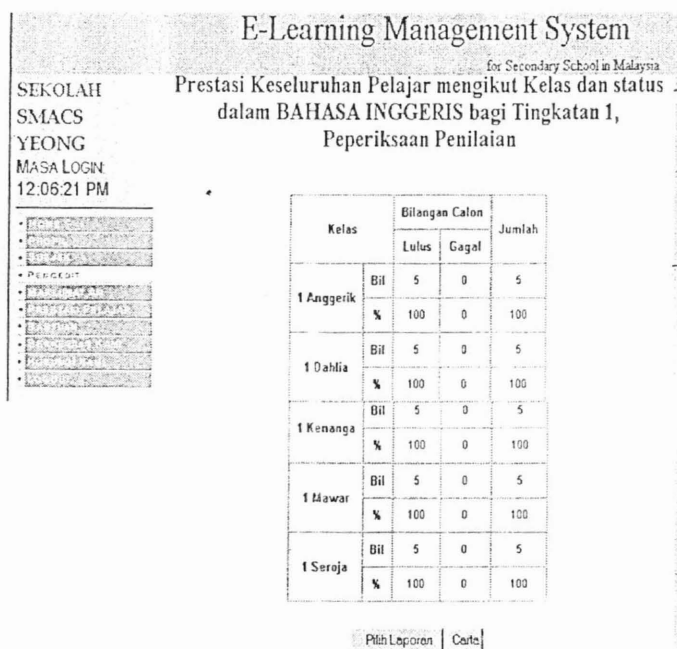 E-Learning Management System
for Secondary School in Malaysia
SEKOLAH
SMACS
YEONG
MASA LOGIN:
12:06:21 PM
• PENGEDIT
Prestasi Keseluruhan Pelajar mengikut Kelas dan status
dalam BAHASA INGGERIS bagi Tingkatan 1,
Peperiksaan Penilaian
Kelas Bilangan Calon Jumlah
Lulus Gagal
1 Anggerik Bil 5 0 5
% 100 0 100
1 Dahlia Bil 5 0 5
% 100 0 100
1 Kenanga Bil 5 0 5
% 100 0 100
1 Mawar Bil 5 0 5
% 100 0 100
1 Seroja Bil 5 0 5
% 100 0 100
Pilih Laporan Carta